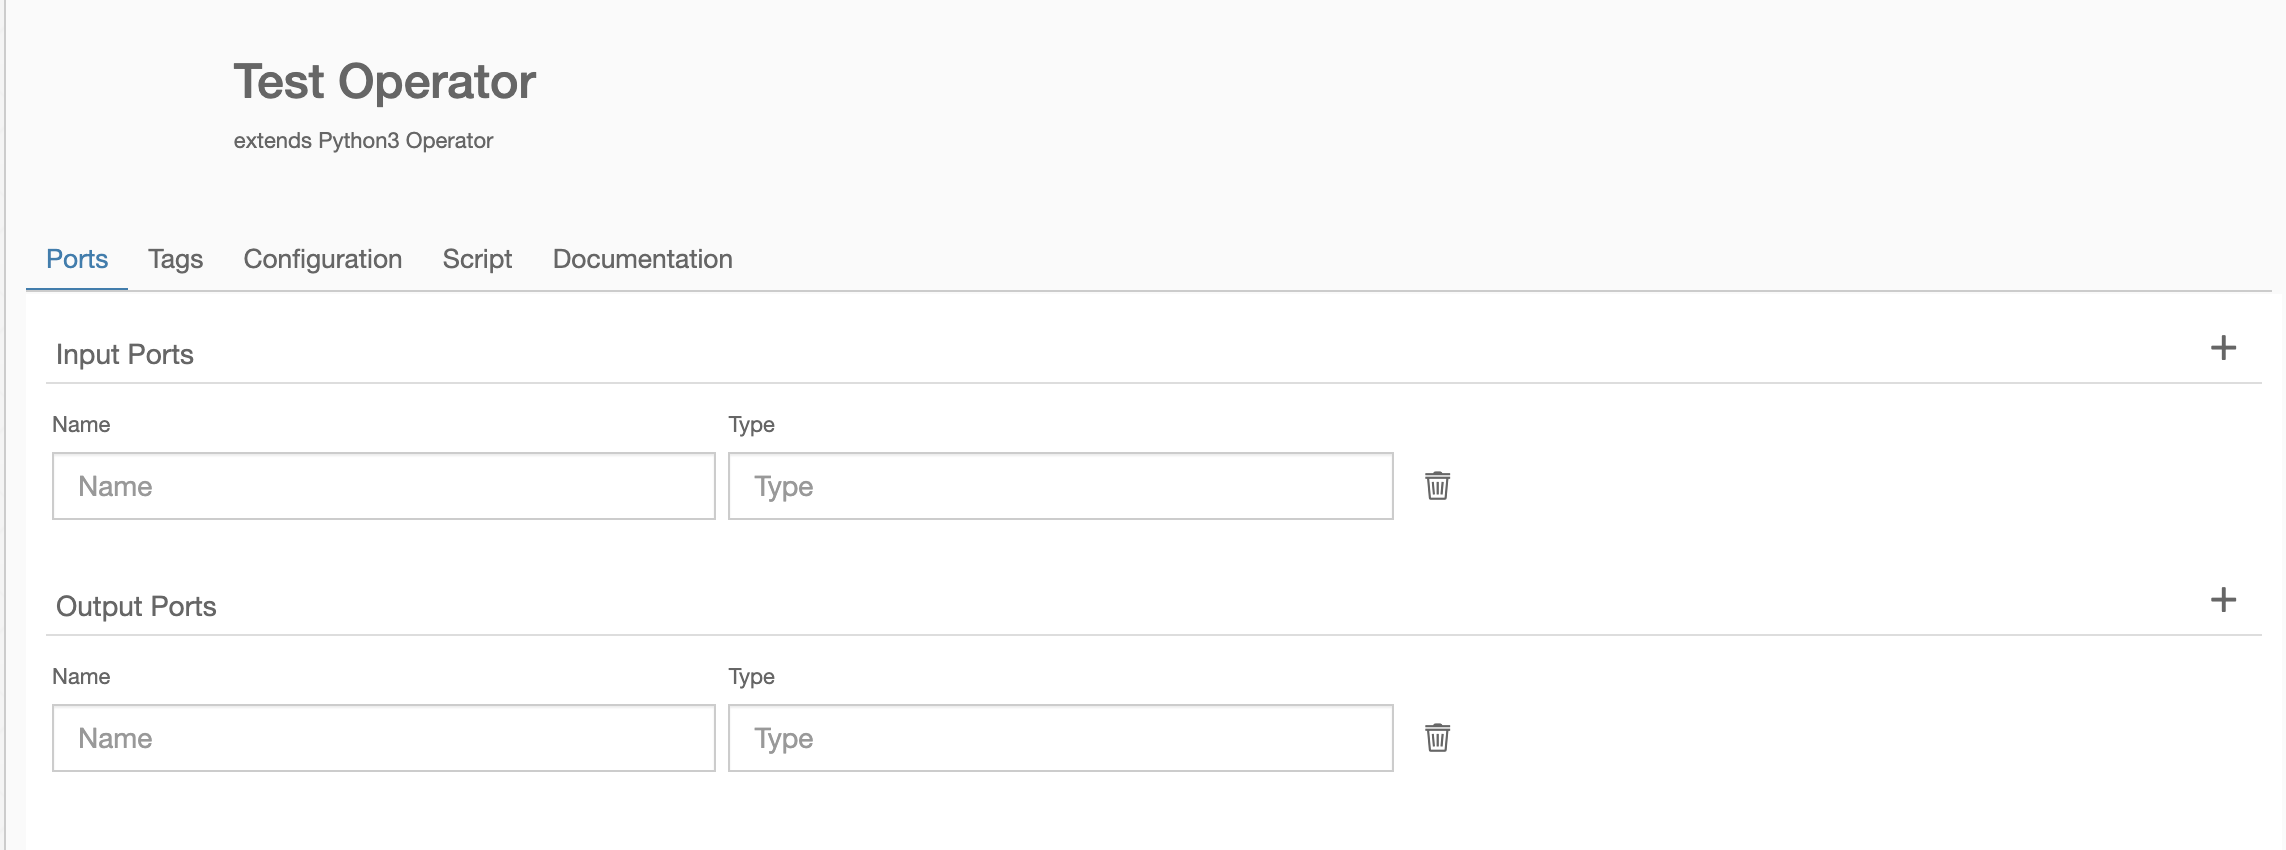 Test Operator
extends Python3 Operator
Ports Tags Configuration Script Documentation
Input Ports
Name Type
Name Type
Output Ports
Name Type
Name Type